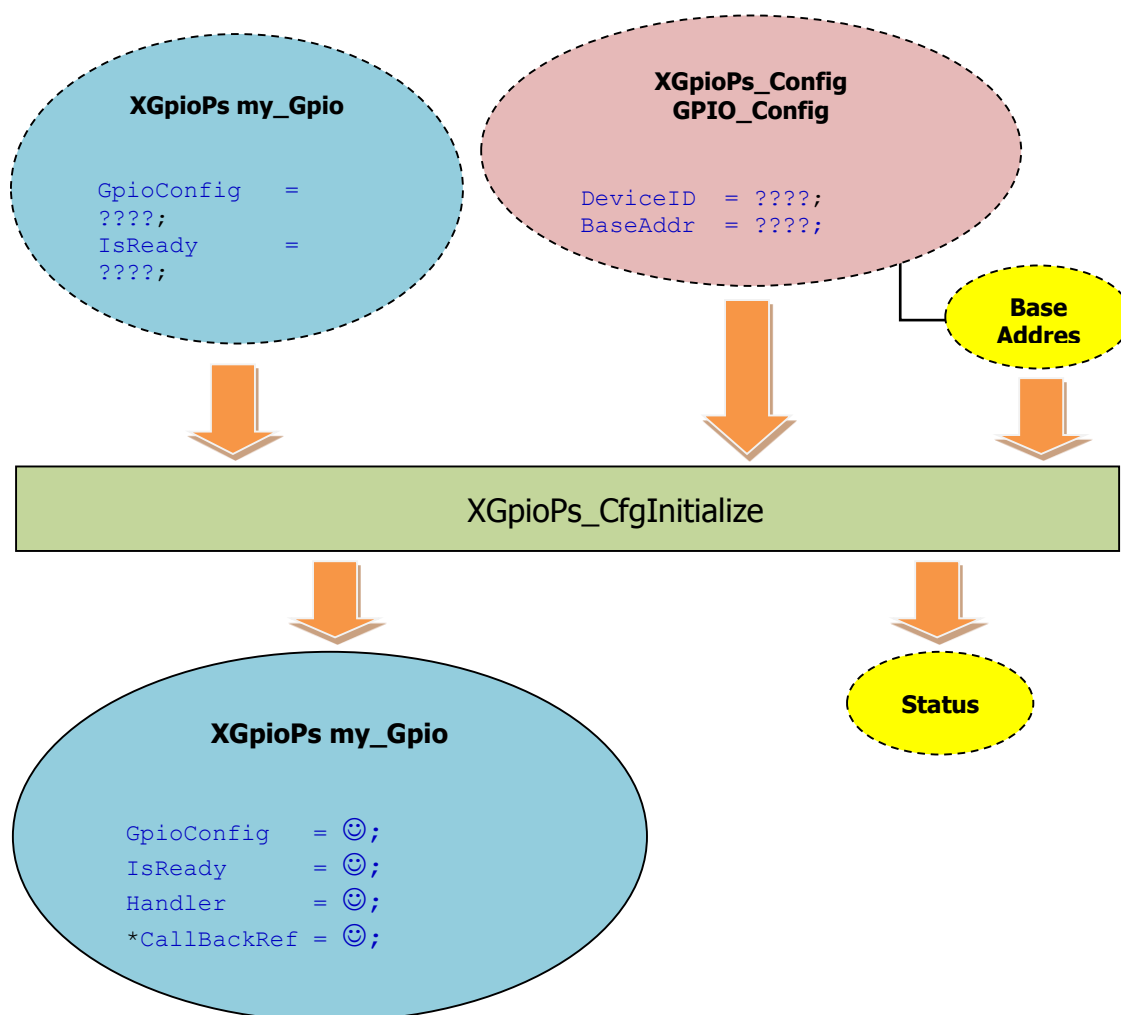 XGpioPs my_Gpio
GpioConfig   =
????;
IsReady      =
????;
XGpioPs_Config
GPIO_Config
DeviceID  = ????;
BaseAddr  = ????;
Base
Addres
XGpioPs_CfgInitialize
XGpioPs my_Gpio
GpioConfig   = ☺;
IsReady      = ☺;
Handler      = ☺;
*CallBackRef = ☺;
Status